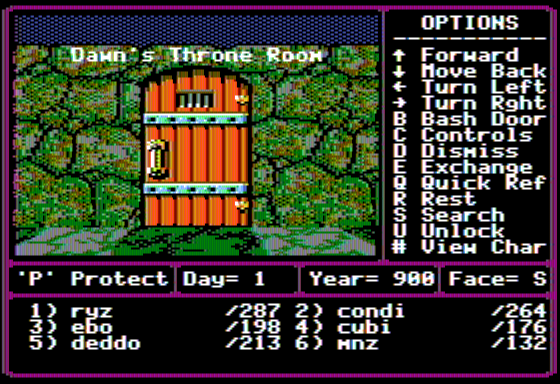 Dawn's Throne Room
OPTIONS
↑ Forward
↓ Move Back
← Turn Left
→ Turn Rght
B Bash Door
C Controls
D Dismiss
E Exchange
Q Quick Ref
R Rest
S Search
U Unlock
# View Char
'P' Protect Day= 1 Year= 900 Face= S
1) ryz /287 2) condi /264
3) ebo /198 4) cubi /176
5) deddo /213 6) mnz /132